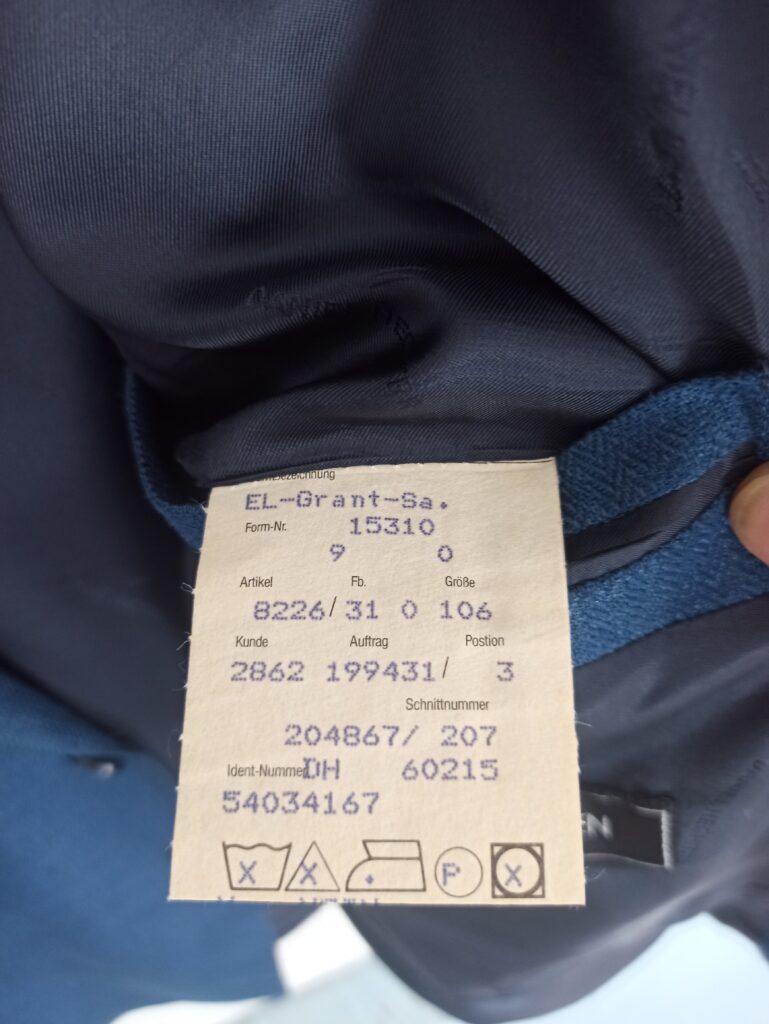 EL-Grant-Sa.
Form-Nr. 15310
9 0
Artikel Fb. Größe
8226/ 31 0 106
Kunde Auftrag Postion
2862 199431/ 3
Schnittnummer
204867/ 207
Ident-Nummer DH 60215
54034167
X X P X